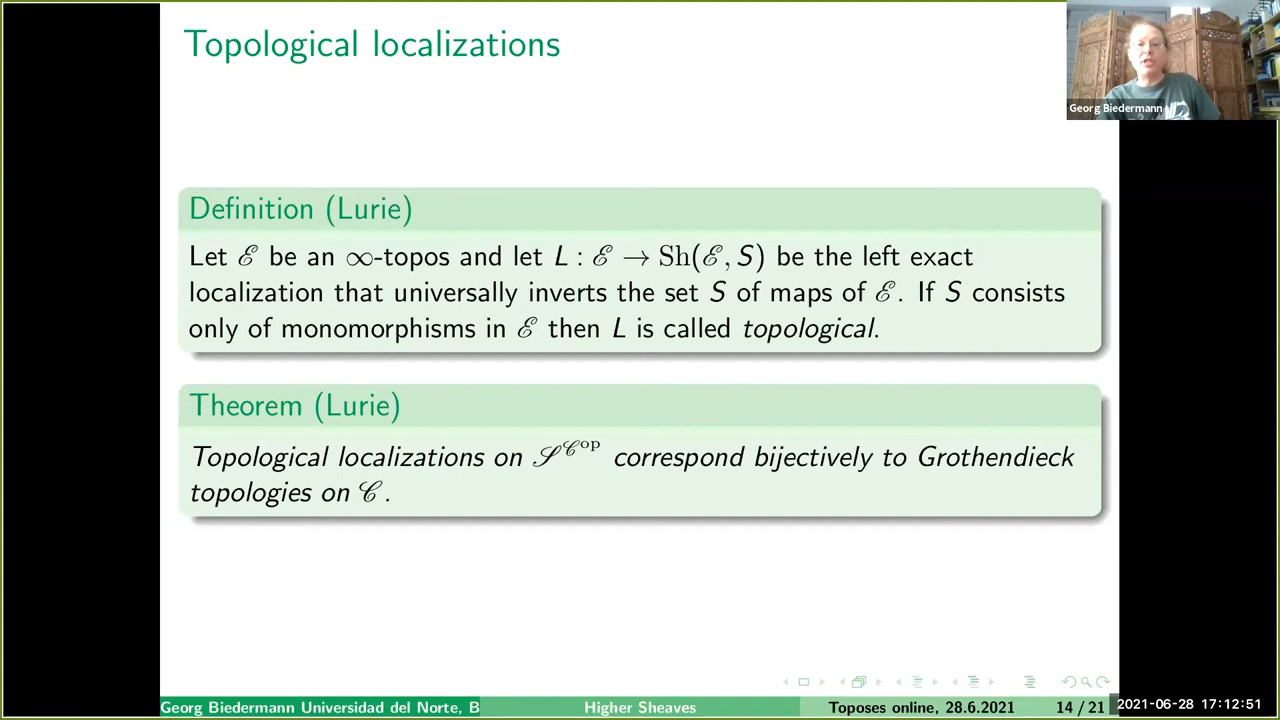 Topological localizations
Georg Biedermann
Definition (Lurie)
Let ℰ be an ∞-topos and let L : ℰ → Sh(ℰ, S) be the left exact
localization that universally inverts the set S of maps of ℰ. If S consists
only of monomorphisms in ℰ then L is called topological.
Theorem (Lurie)
Topological localizations on 𝒮^𝒞^op correspond bijectively to Grothendieck
topologies on 𝒞.
Georg Biedermann Universidad del Norte, B
Higher Sheaves
Toposes online, 28.6.2021
14 / 21
2021-06-28 17:12:51